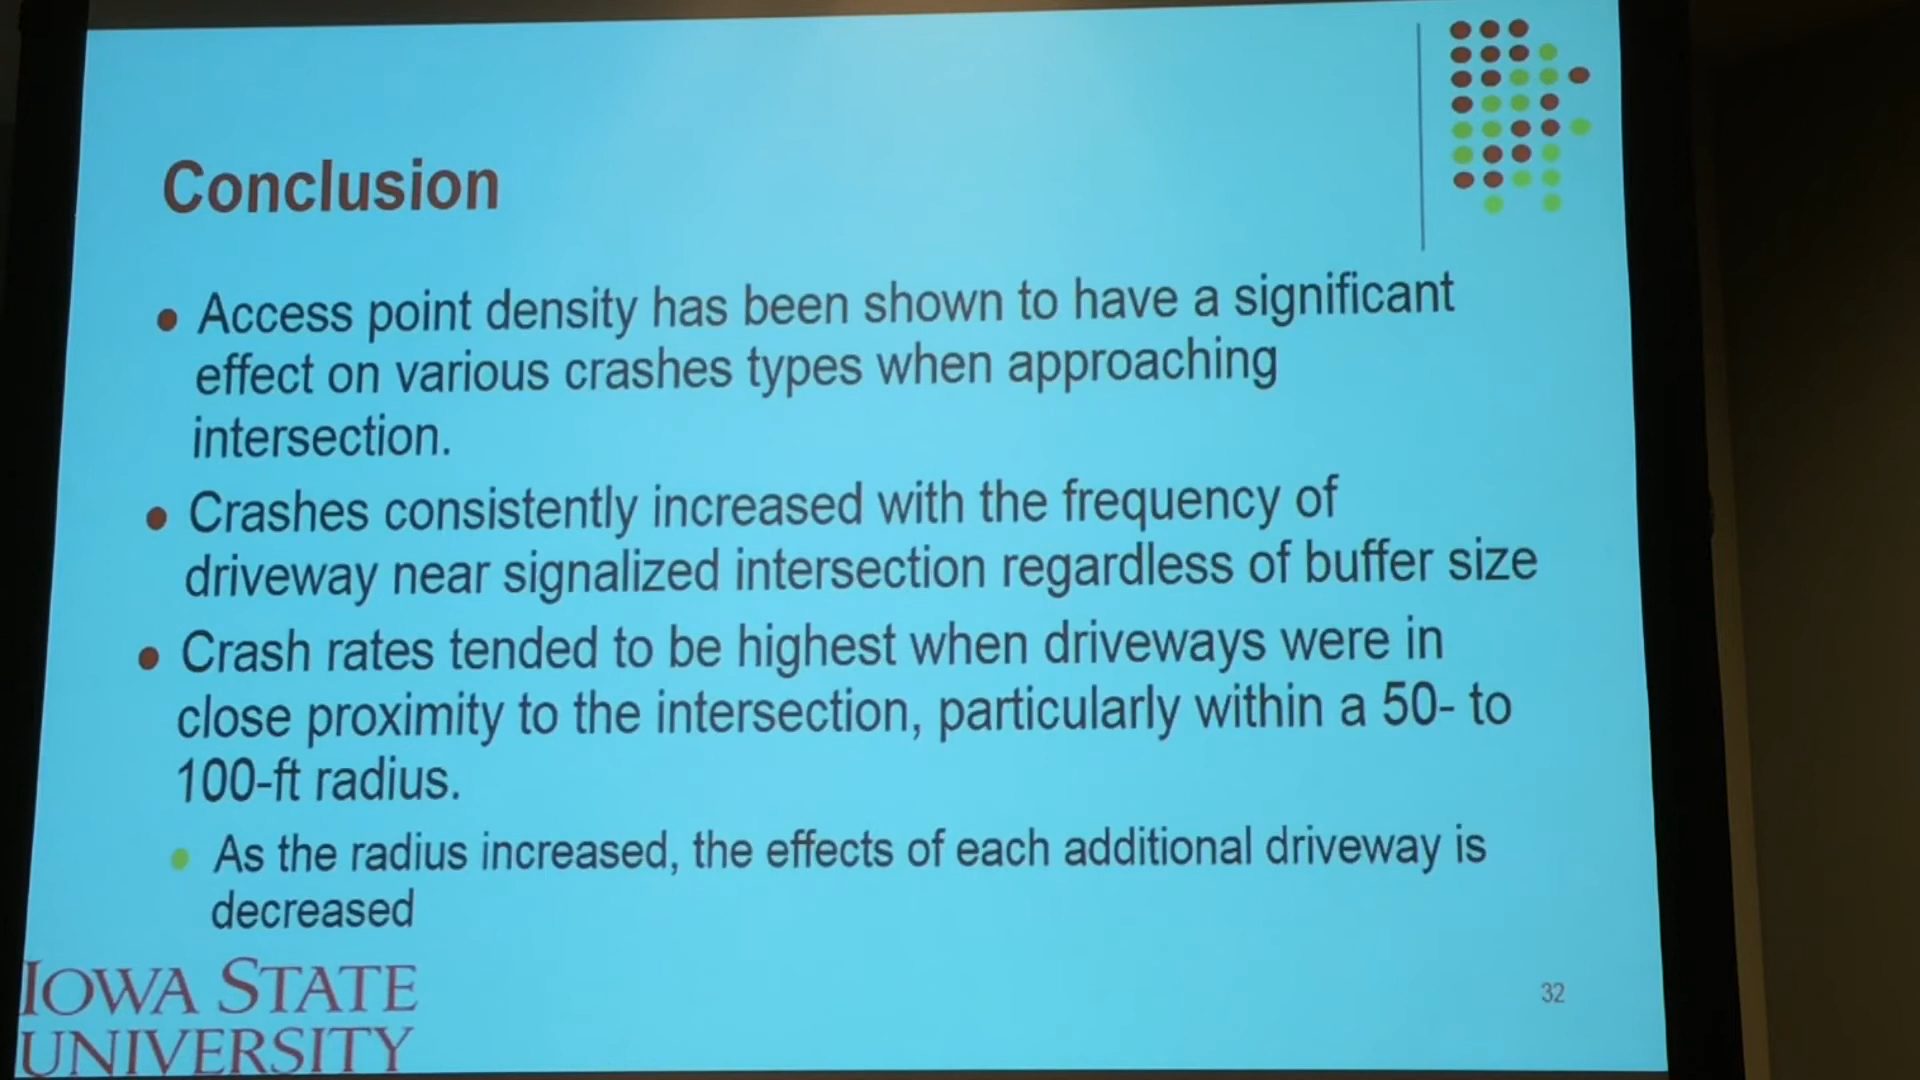 Conclusion
Access point density has been shown to have a significant
effect on various crashes types when approaching
intersection.
Crashes consistently increased with the frequency of
driveway near signalized intersection regardless of buffer size
Crash rates tended to be highest when driveways were in
close proximity to the intersection, particularly within a 50- to
100-ft radius.
As the radius increased, the effects of each additional driveway is
decreased
IOWA STATE
UNIVERSITY
32